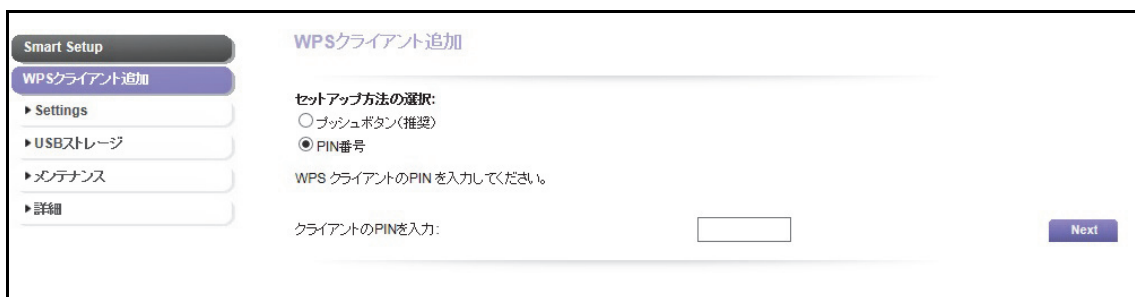 Smart Setup
WPSクライアント追加
▶ Settings
▶ USBストレージ
▶ メンテナンス
▶ 詳細
WPSクライアント追加
セットアップ方法の選択:
プッシュボタン(推奨)
PIN番号
WPS クライアントのPIN を入力してください。
クライアントのPINを入力:
Next